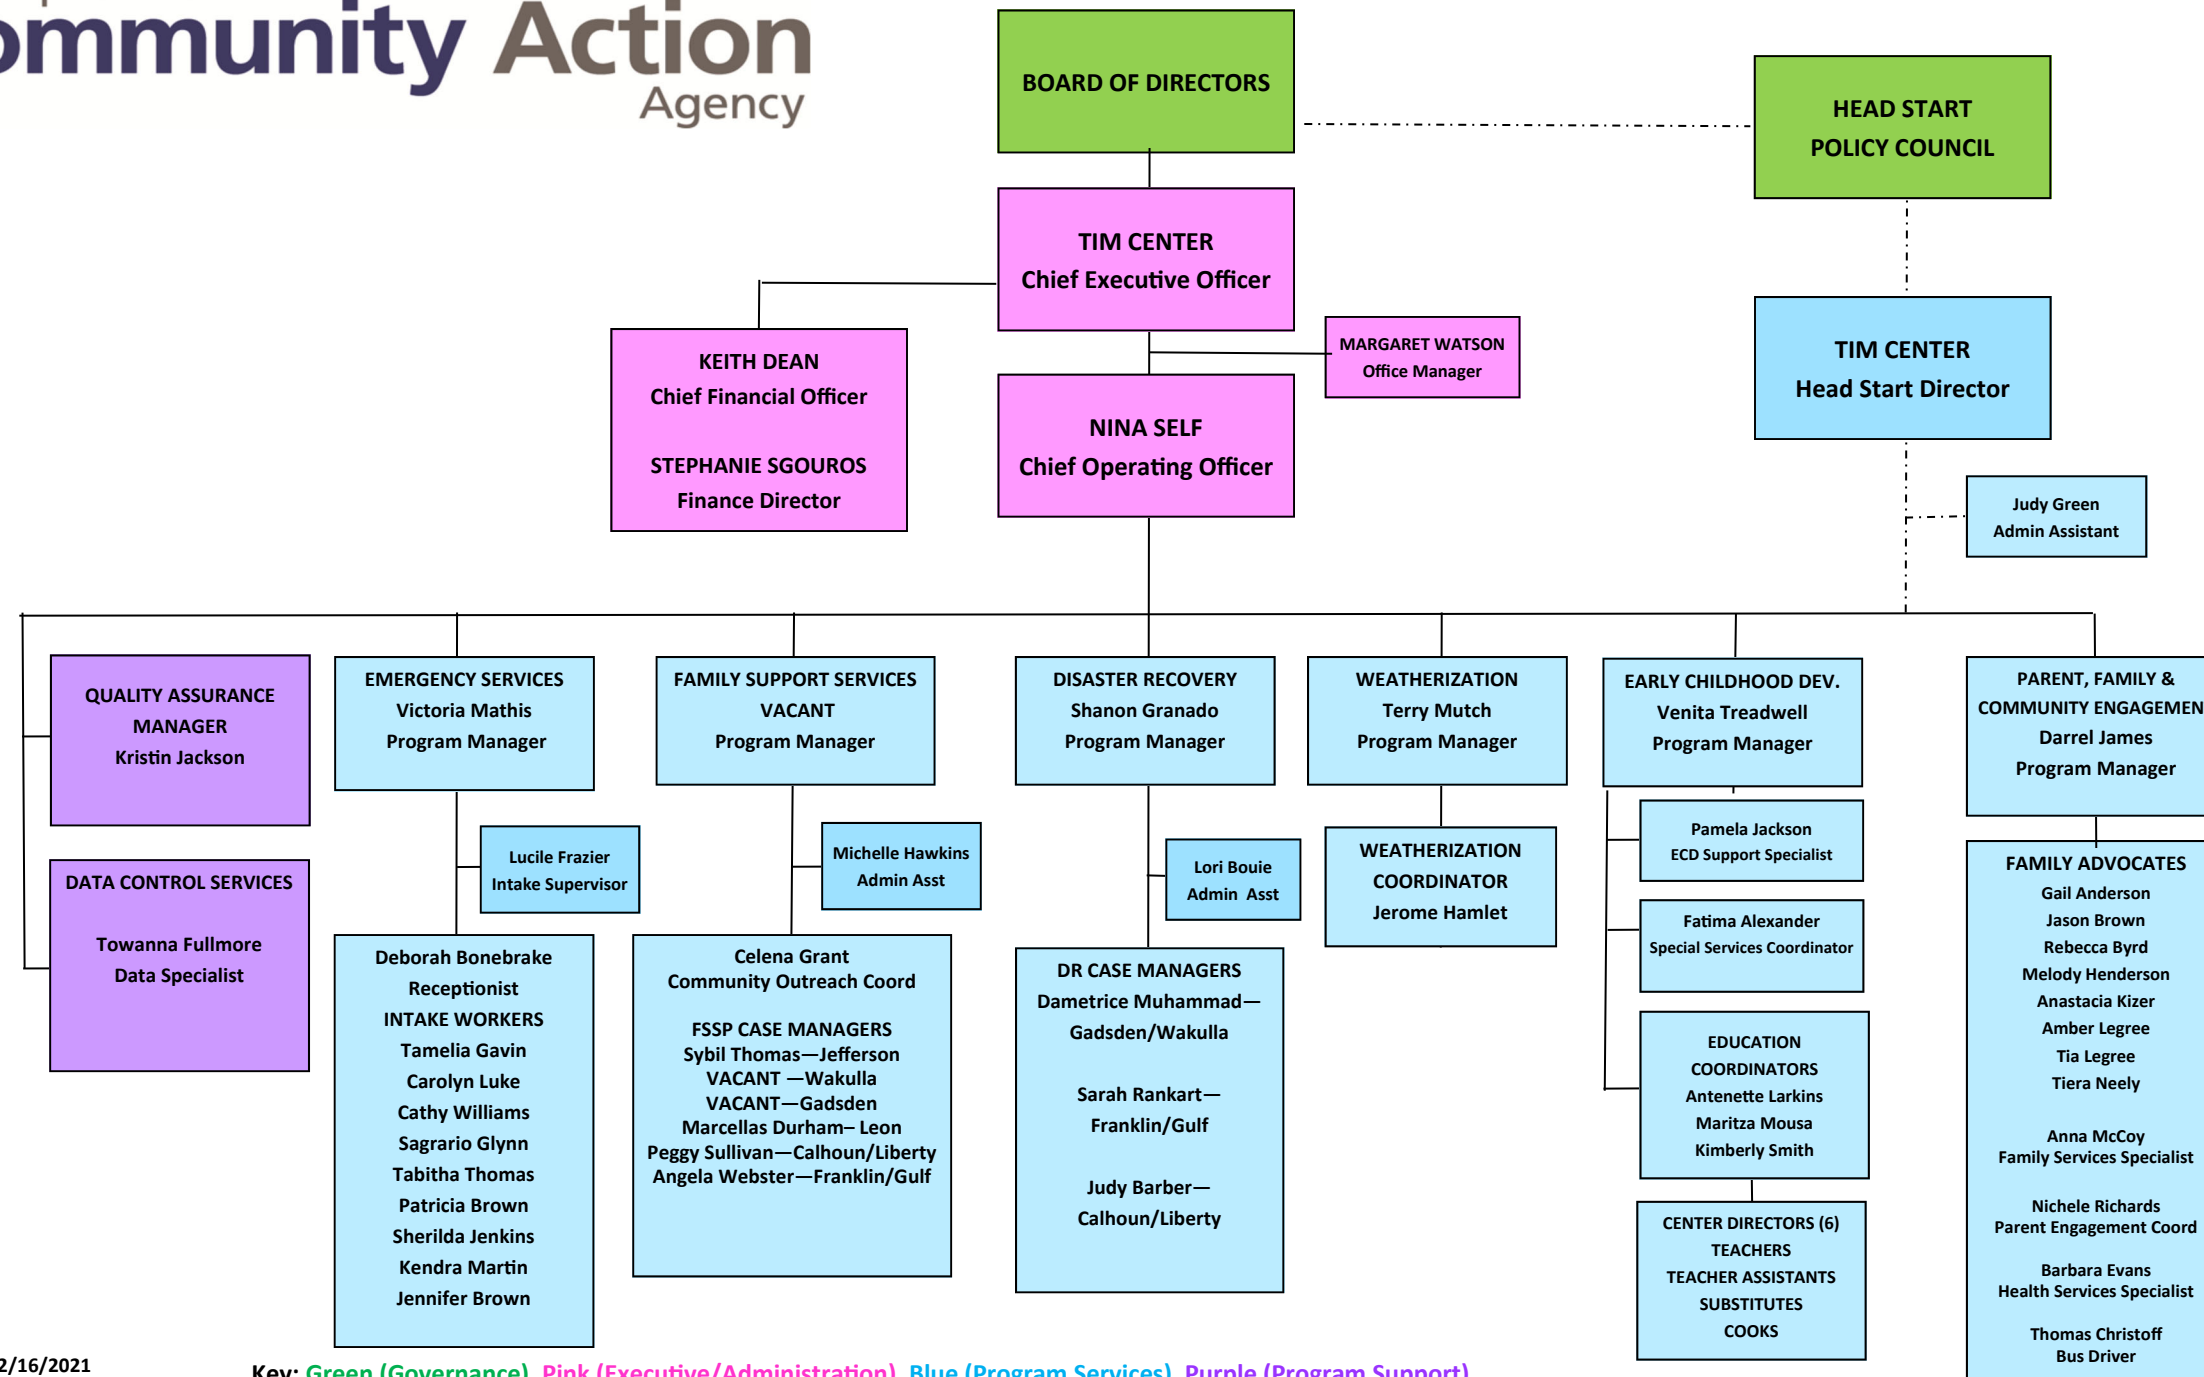 ommunity Action
Agency
BOARD OF DIRECTORS
HEAD START
POLICY COUNCIL
TIM CENTER
Chief Executive Officer
KEITH DEAN
Chief Financial Officer
STEPHANIE SGOUROS
Finance Director
MARGARET WATSON
Office Manager
NINA SELF
Chief Operating Officer
TIM CENTER
Head Start Director
Judy Green
Admin Assistant
QUALITY ASSURANCE
MANAGER
Kristin Jackson
DATA CONTROL SERVICES
Towanna Fullmore
Data Specialist
EMERGENCY SERVICES
Victoria Mathis
Program Manager
Lucile Frazier
Intake Supervisor
Deborah Bonebrake
Receptionist
INTAKE WORKERS
Tamelia Gavin
Carolyn Luke
Cathy Williams
Sagrario Glynn
Tabitha Thomas
Patricia Brown
Sherilda Jenkins
Kendra Martin
Jennifer Brown
FAMILY SUPPORT SERVICES
VACANT
Program Manager
Michelle Hawkins
Admin Asst
Celena Grant
Community Outreach Coord
FSSP CASE MANAGERS
Sybil Thomas—Jefferson
VACANT —Wakulla
VACANT—Gadsden
Marcellas Durham– Leon
Peggy Sullivan—Calhoun/Liberty
Angela Webster—Franklin/Gulf
DISASTER RECOVERY
Shanon Granado
Program Manager
Lori Bouie
Admin Asst
DR CASE MANAGERS
Dametrice Muhammad—
Gadsden/Wakulla
Sarah Rankart—
Franklin/Gulf
Judy Barber—
Calhoun/Liberty
WEATHERIZATION
Terry Mutch
Program Manager
WEATHERIZATION
COORDINATOR
Jerome Hamlet
EARLY CHILDHOOD DEV.
Venita Treadwell
Program Manager
Pamela Jackson
ECD Support Specialist
Fatima Alexander
Special Services Coordinator
EDUCATION
COORDINATORS
Antenette Larkins
Maritza Mousa
Kimberly Smith
CENTER DIRECTORS (6)
TEACHERS
TEACHER ASSISTANTS
SUBSTITUTES
COOKS
PARENT, FAMILY &
COMMUNITY ENGAGEMEN
Darrel James
Program Manager
FAMILY ADVOCATES
Gail Anderson
Jason Brown
Rebecca Byrd
Melody Henderson
Anastacia Kizer
Amber Legree
Tia Legree
Tiera Neely
Anna McCoy
Family Services Specialist
Nichele Richards
Parent Engagement Coord
Barbara Evans
Health Services Specialist
Thomas Christoff
Bus Driver
2/16/2021
Key: Green (Governance) Pink (Executive/Administration) Blue (Program Services) Purple (Program Support)